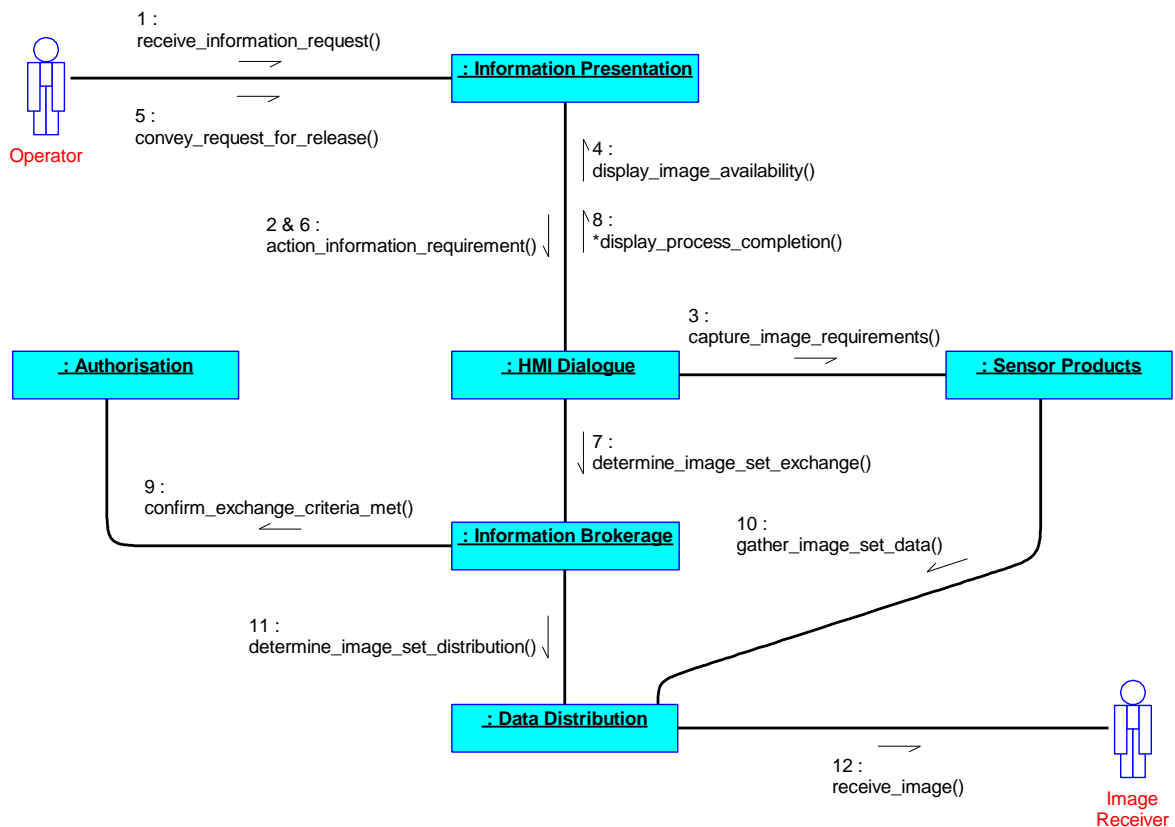 1 :
receive_information_request()
: Information Presentation
5 :
convey_request_for_release()
Operator
4 :
display_image_availability()
2 & 6 :
action_information_requirement()
8 :
*display_process_completion()
3 :
capture_image_requirements()
: Authorisation
: HMI Dialogue
: Sensor Products
7 :
determine_image_set_exchange()
9 :
confirm_exchange_criteria_met()
: Information Brokerage
10 :
gather_image_set_data()
11 :
determine_image_set_distribution()
: Data Distribution
12 :
receive_image()
Image
Receiver